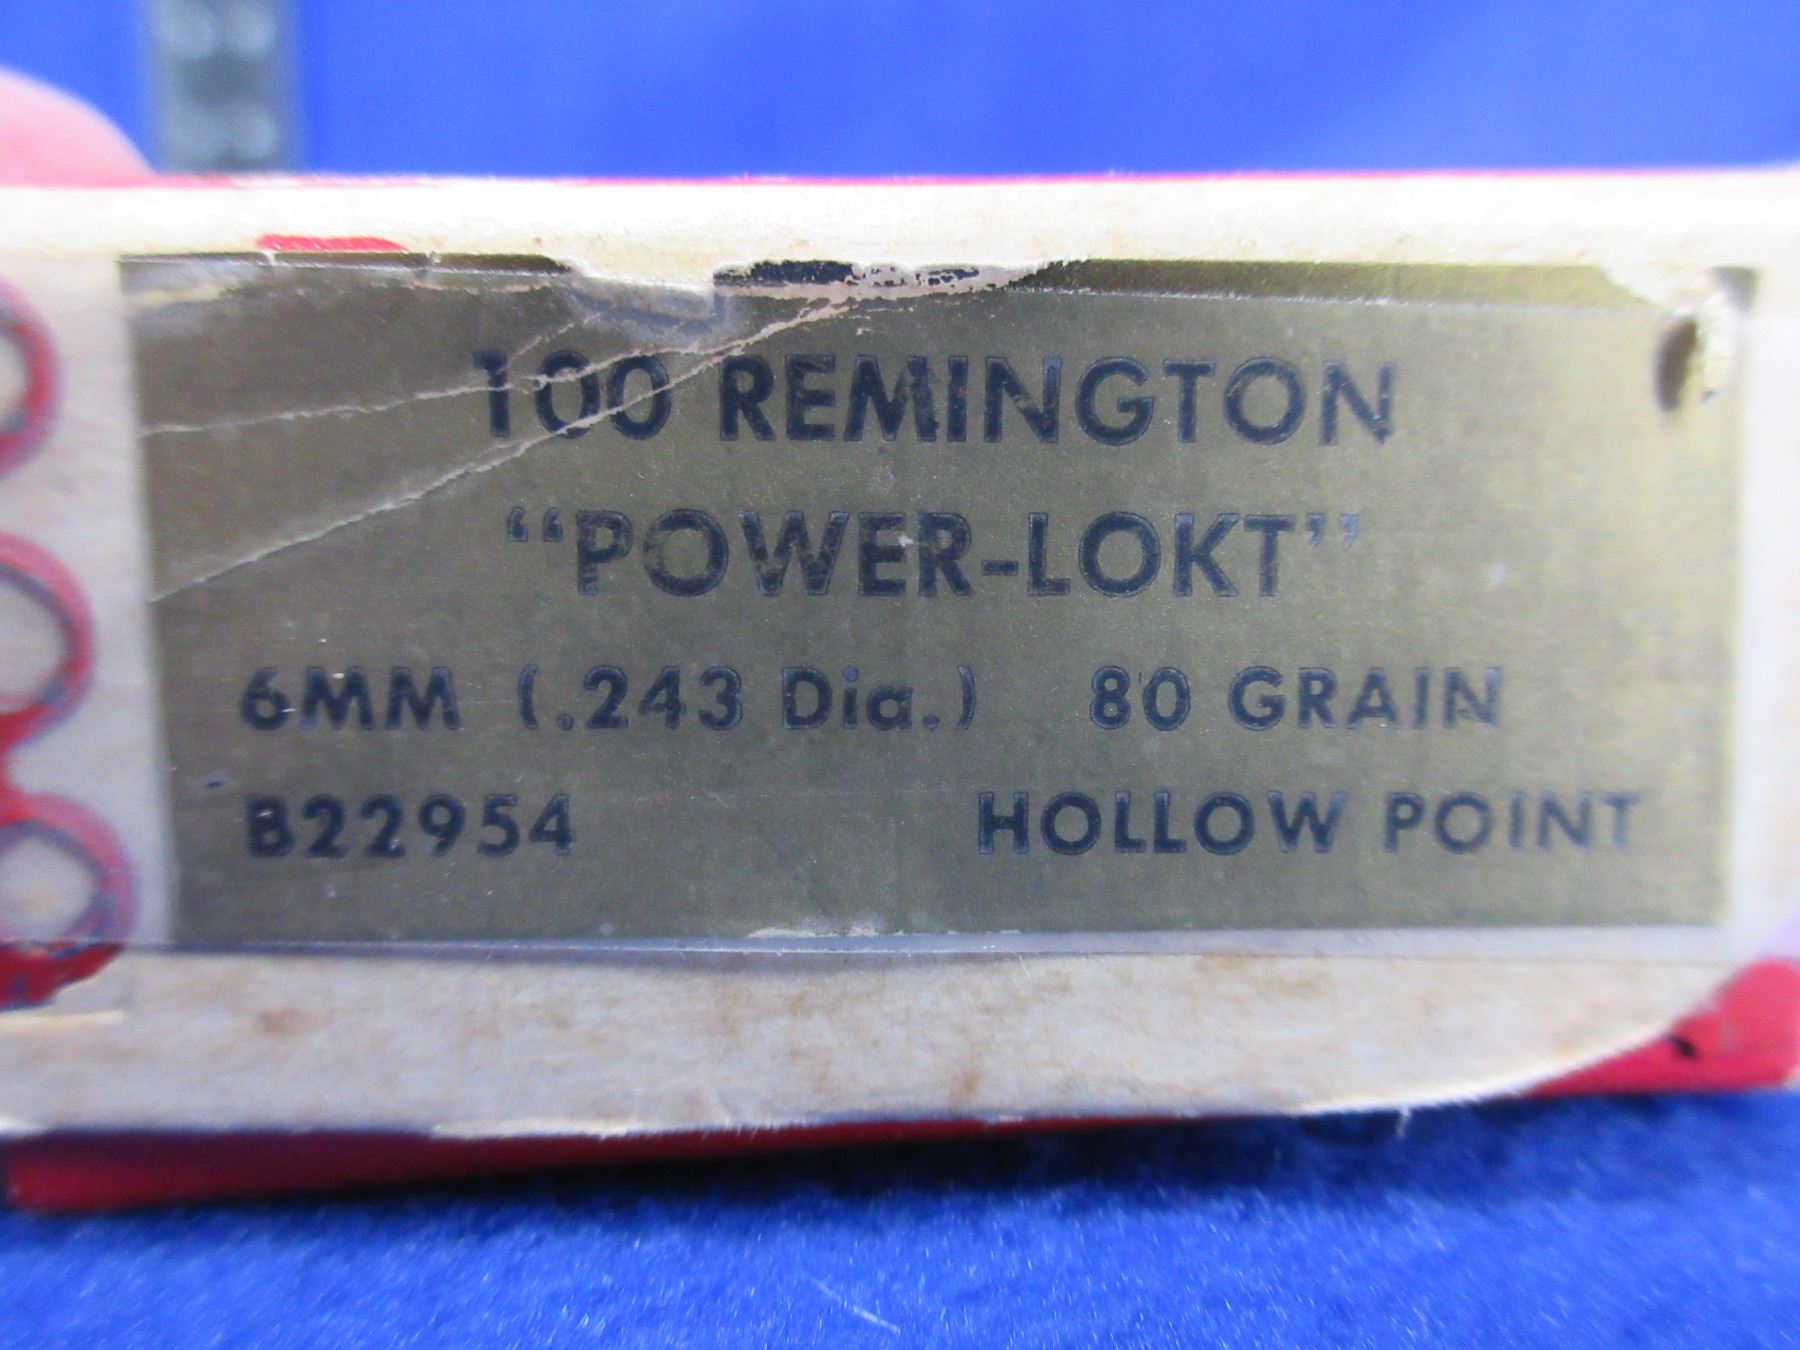 100 REMINGTON
“POWER-LOKT”
6MM (.243 Dia.) 80 GRAIN
B22954 HOLLOW POINT